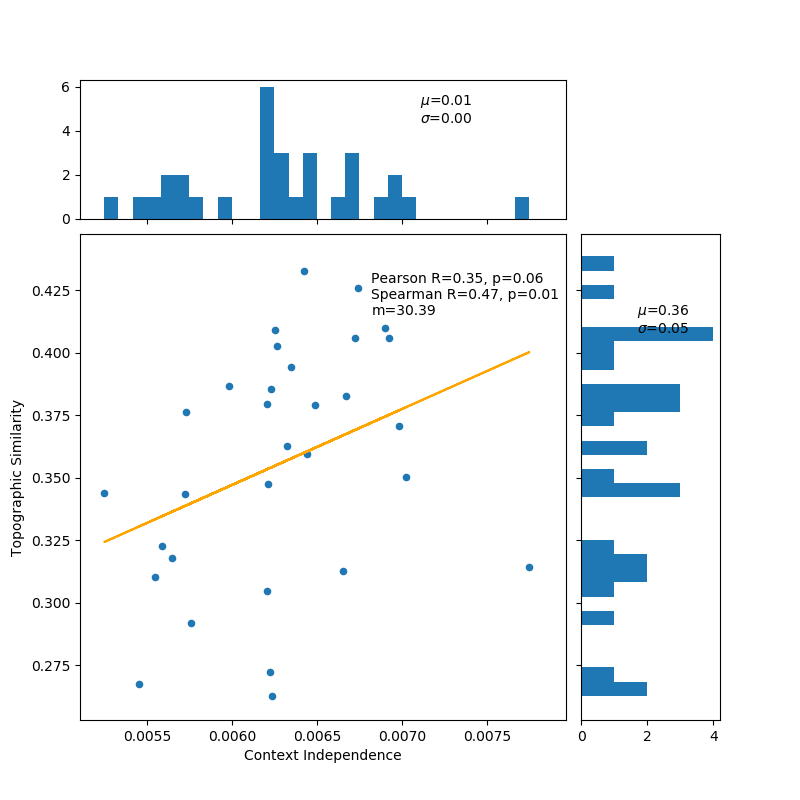 6
4
2
0
μ=0.01
σ=0.00
0.425
0.400
0.375
0.350
0.325
0.300
0.275
Topographic Similarity
Pearson R=0.35, p=0.06
Spearman R=0.47, p=0.01
m=30.39
0.0055 0.0060 0.0065 0.0070 0.0075
Context Independence
μ=0.36
σ=0.05
0 2 4